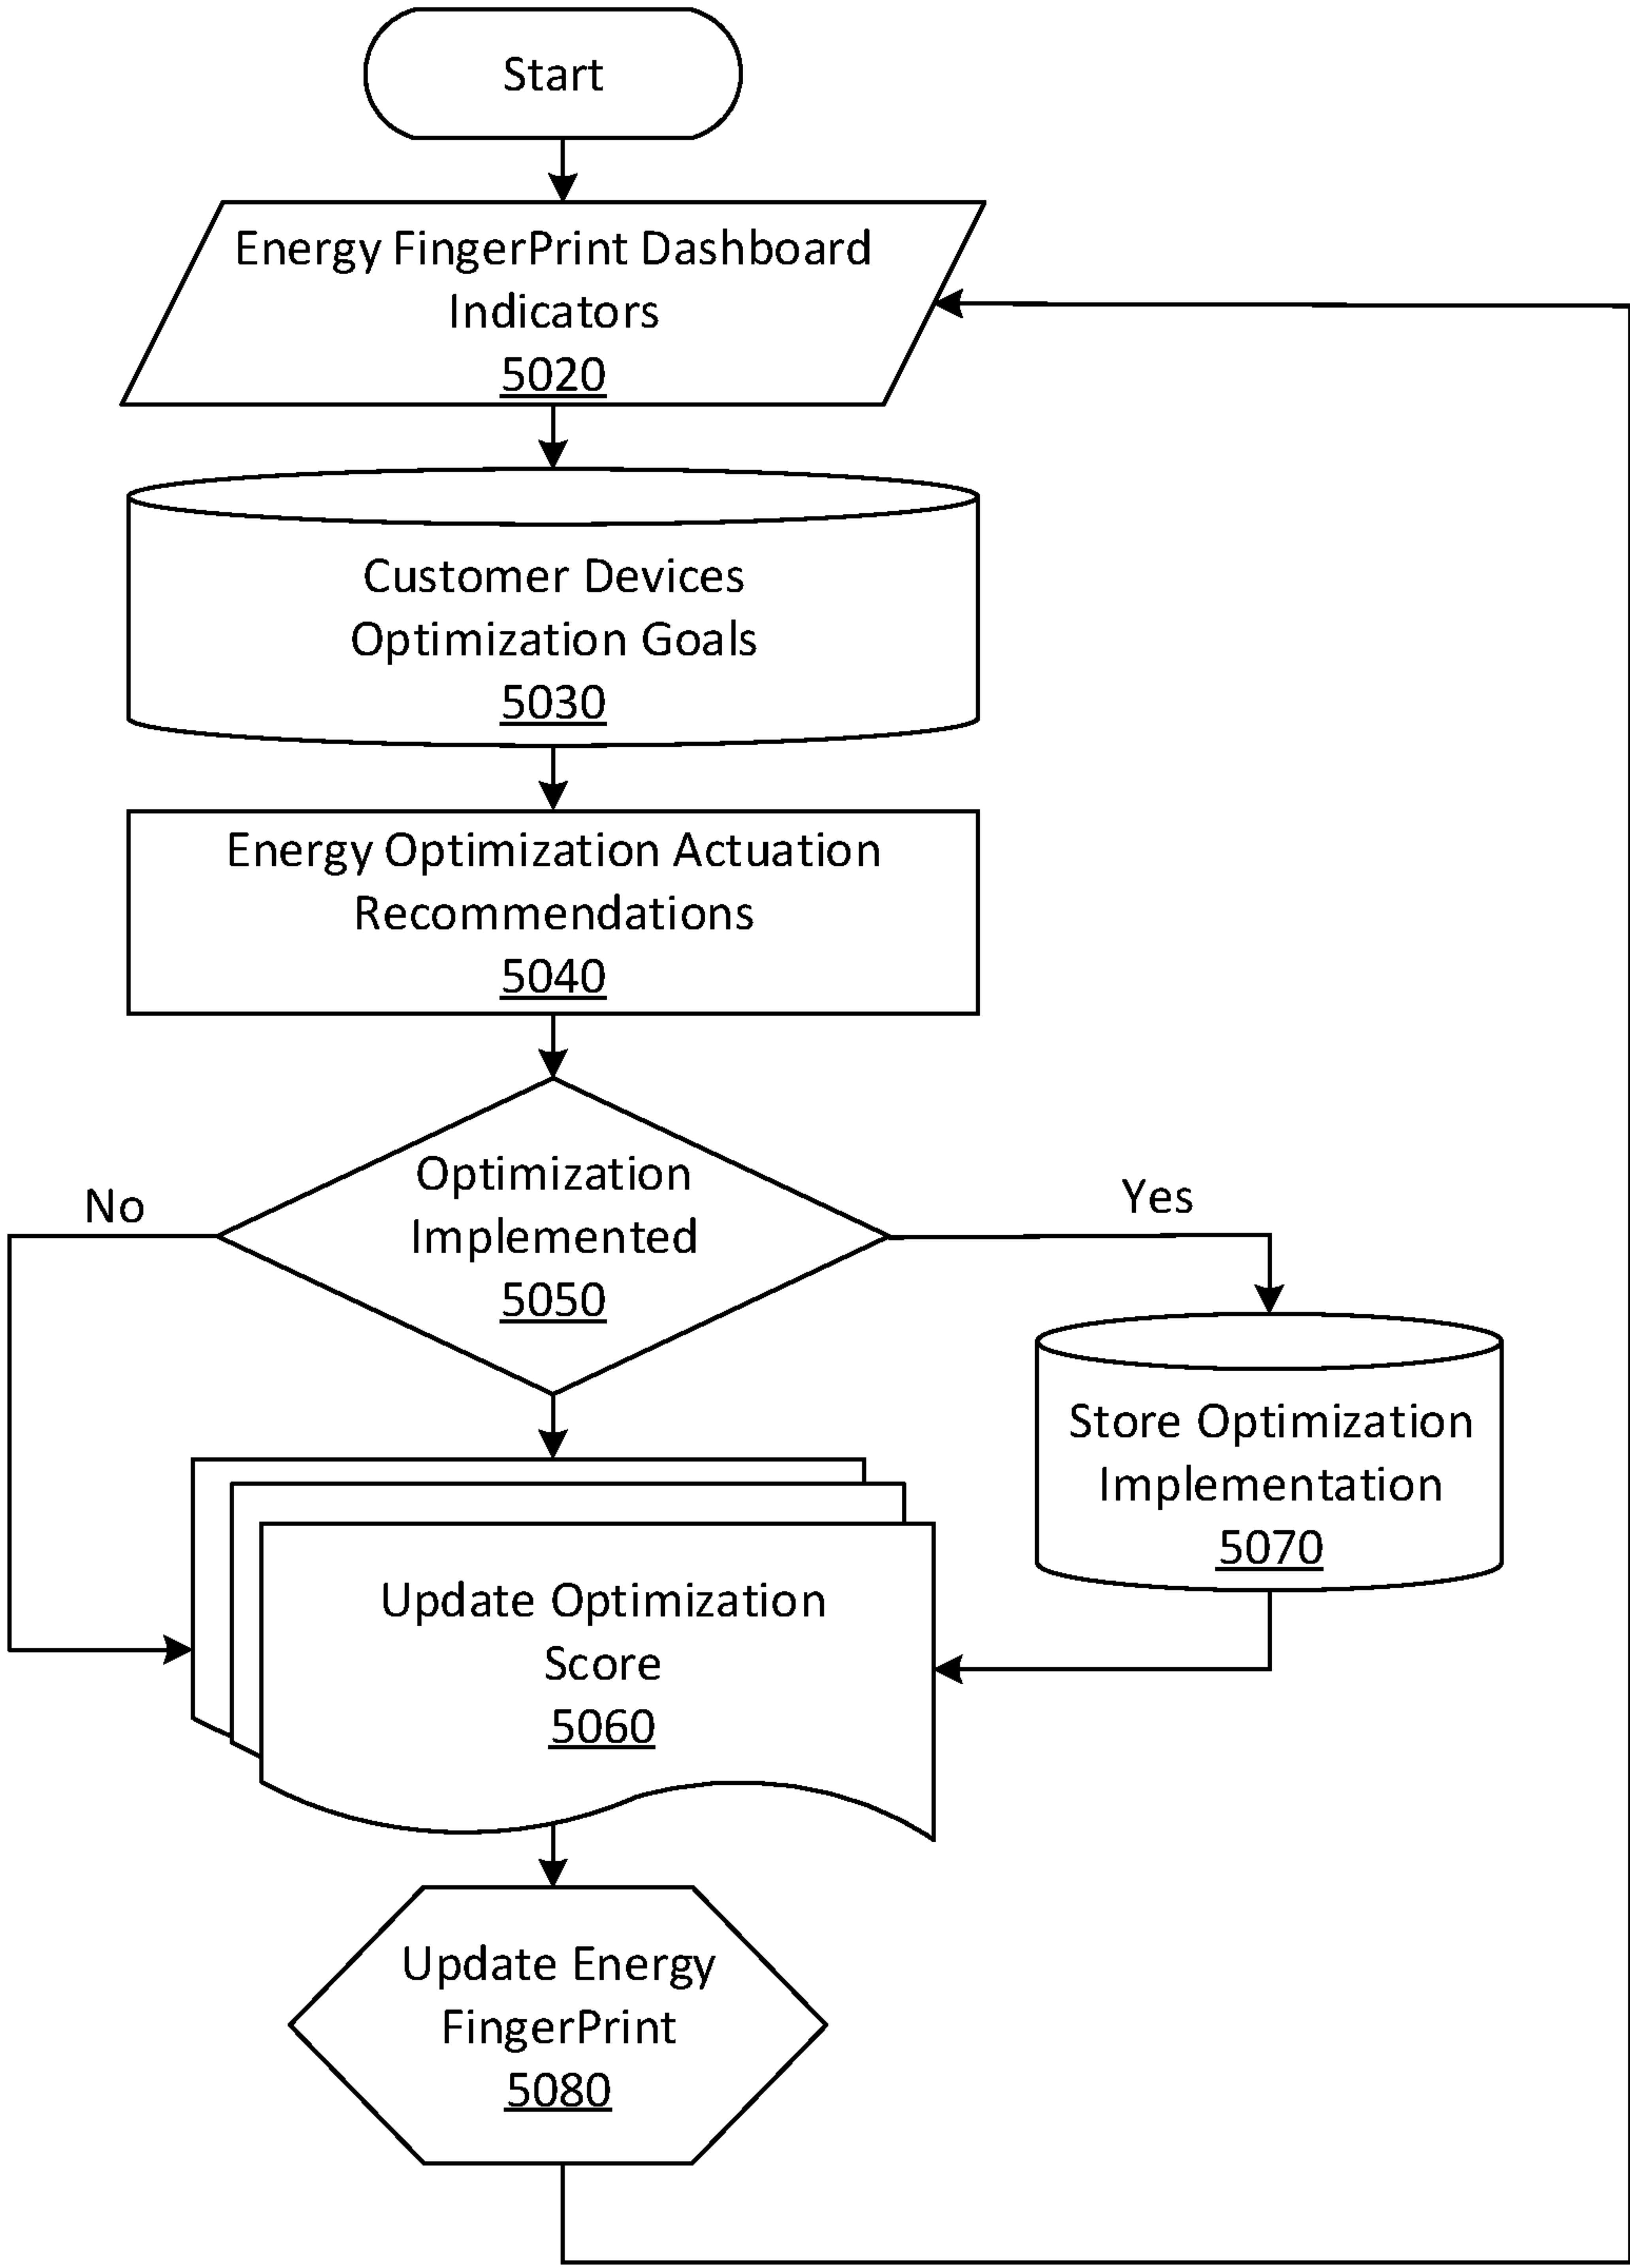 Start
Energy FingerPrint Dashboard
Indicators
5020
Customer Devices
Optimization Goals
5030
Energy Optimization Actuation
Recommendations
5040
Optimization
Implemented
5050
No
Yes
Store Optimization
Implementation
5070
Update Optimization
Score
5060
Update Energy
FingerPrint
5080